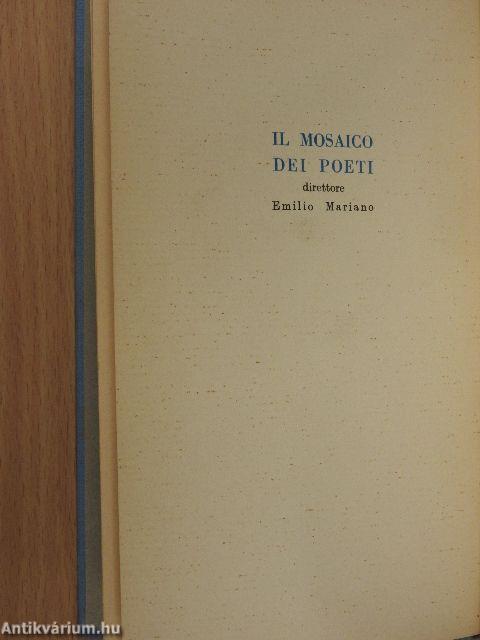 IL MOSAICO
DEI POETI
direttore
Emilio Mariano
Antikvárium.hu